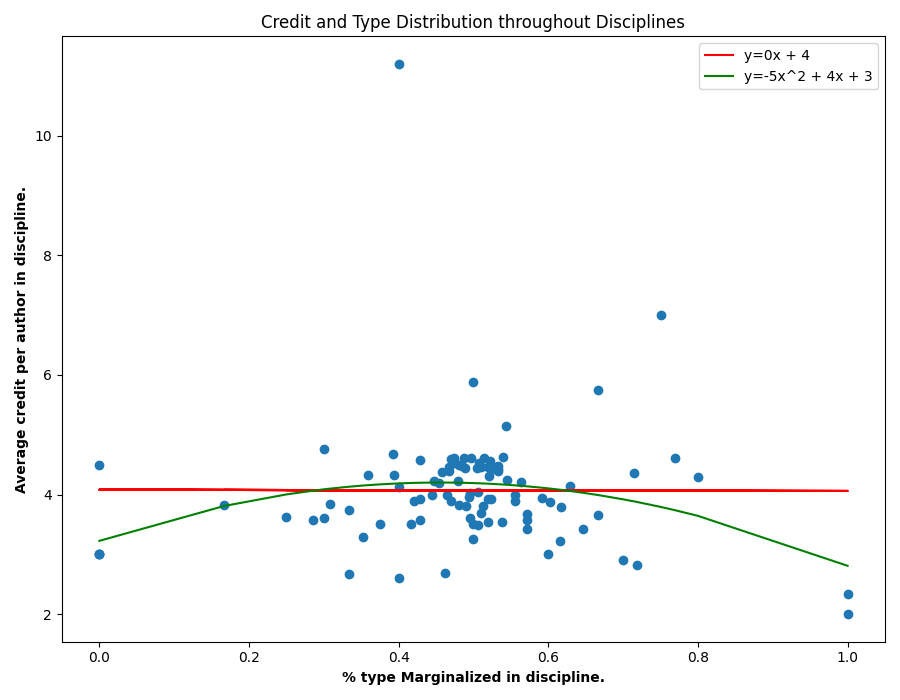 Credit and Type Distribution throughout Disciplines
y=0x + 4
y=-5x^2 + 4x + 3
Average credit per author in discipline.
10
8
6
4
2
0.0 0.2 0.4 0.6 0.8 1.0
% type Marginalized in discipline.